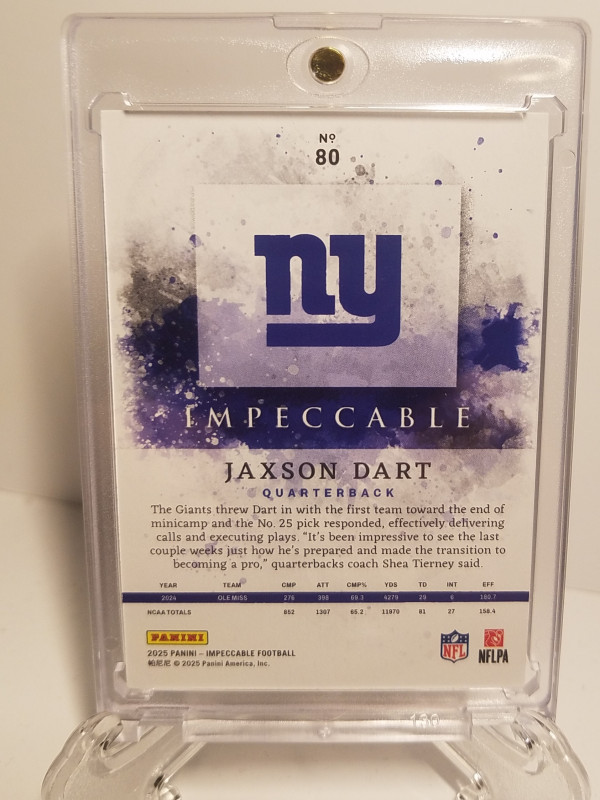 Nº
80
ny
IMPECCABLE
JAXSON DART
QUARTERBACK
The Giants threw Dart in with the first team toward the end of
minicamp and the No. 25 pick responded, effectively delivering
calls and executing plays. “It’s been impressive to see the last
couple weeks just how he’s prepared and made the transition to
becoming a pro,” quarterbacks coach Shea Tierney said.
YEAR TEAM CMP ATT CMP% YDS TD INT EFF
2024 OLE MISS 276 398 69.3 4279 29 6 180.7
NCAA TOTALS 852 1307 65.2 11970 81 27 158.4
PANINI
2025 PANINI – IMPECCABLE FOOTBALL
帕尼尼 © 2025 Panini America, Inc.
NFL
NFLPA
130